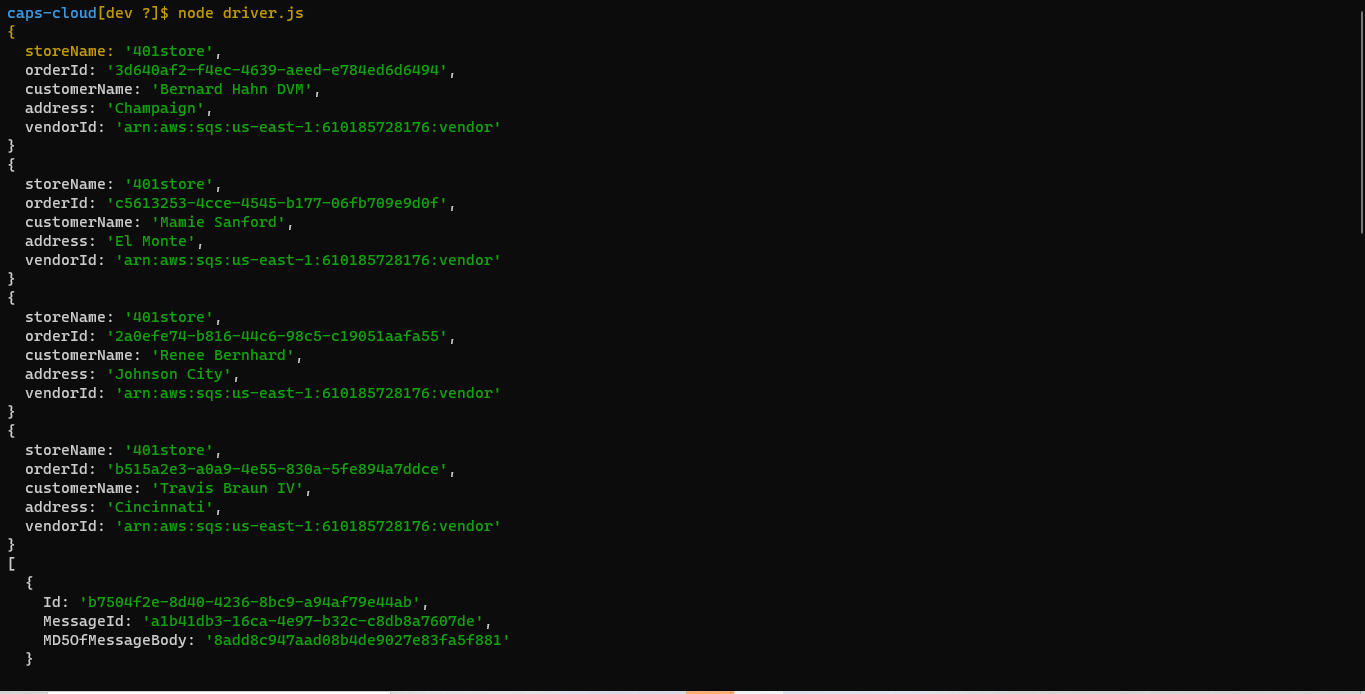 caps-cloud[dev ?]$ node driver.js
{
  storeName: '401store',
  orderId: '3d640af2-f4ec-4639-aeed-e784ed6d6494',
  customerName: 'Bernard Hahn DVM',
  address: 'Champaign',
  vendorId: 'arn:aws:sqs:us-east-1:610185728176:vendor'
}
{
  storeName: '401store',
  orderId: 'c5613253-4cce-4545-b177-06fb709e9d0f',
  customerName: 'Mamie Sanford',
  address: 'El Monte',
  vendorId: 'arn:aws:sqs:us-east-1:610185728176:vendor'
}
{
  storeName: '401store',
  orderId: '2a0efe74-b816-44c6-98c5-c19051aafa55',
  customerName: 'Renee Bernhard',
  address: 'Johnson City',
  vendorId: 'arn:aws:sqs:us-east-1:610185728176:vendor'
}
{
  storeName: '401store',
  orderId: 'b515a2e3-a0a9-4e55-830a-5fe894a7ddce',
  customerName: 'Travis Braun IV',
  address: 'Cincinnati',
  vendorId: 'arn:aws:sqs:us-east-1:610185728176:vendor'
}
[
  {
    Id: 'b7504f2e-8d40-4236-8bc9-a94af79e44ab',
    MessageId: 'a1b41db3-16ca-4e97-b32c-c8db8a7607de',
    MD5OfMessageBody: '8add8c947aad08b4de9027e83fa5f881'
  }